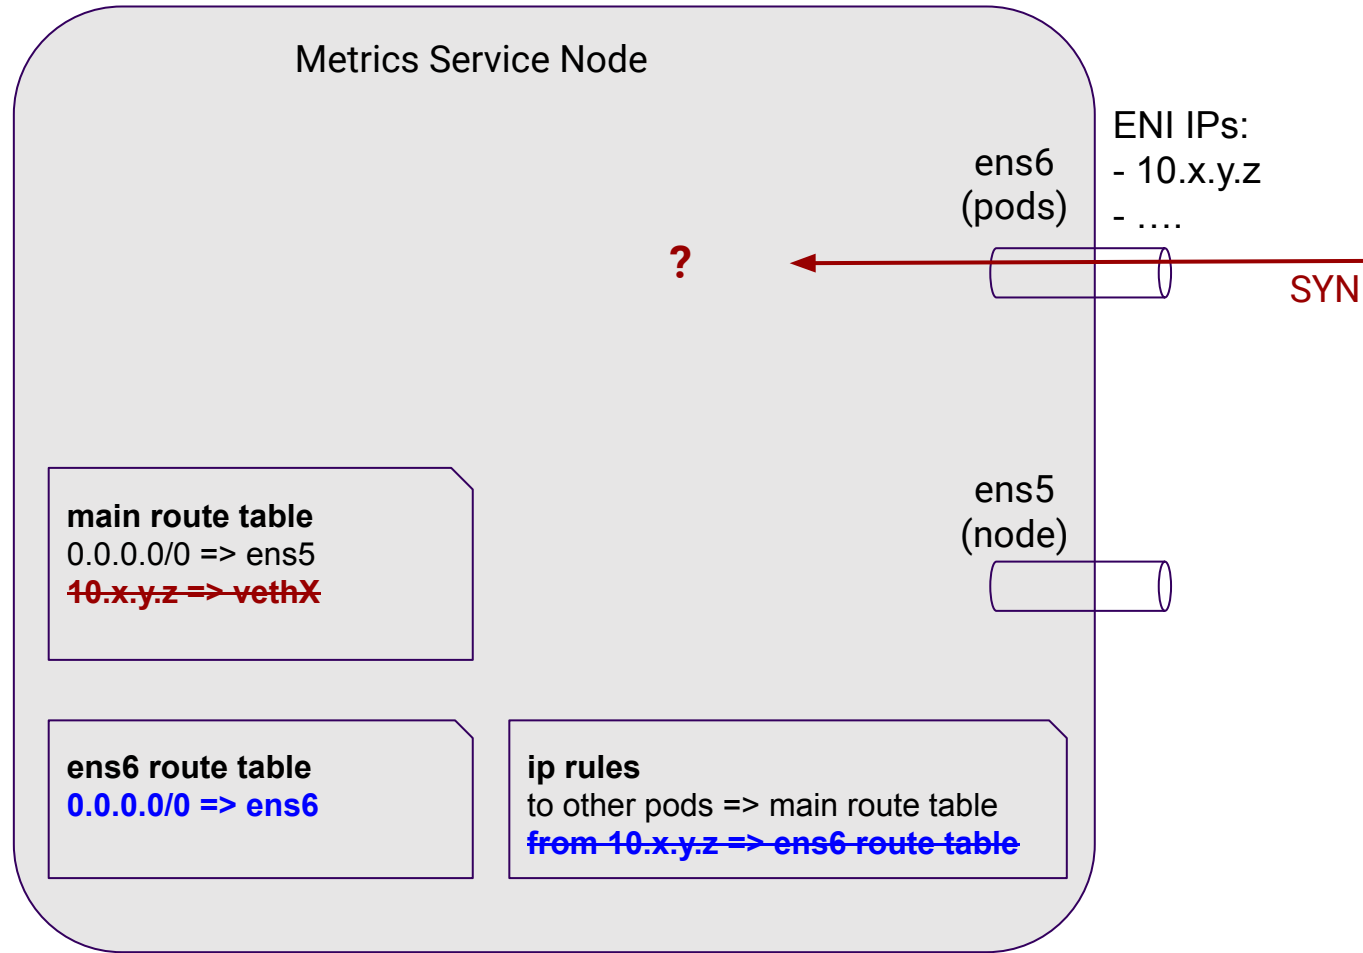 Metrics Service Node
ENI IPs:
- 10.x.y.z
- ….
ens6
(pods)
?
SYN
ens5
(node)
main route table
0.0.0.0/0 => ens5
10.x.y.z => vethX
ens6 route table
0.0.0.0/0 => ens6
ip rules
to other pods => main route table
from 10.x.y.z => ens6 route table